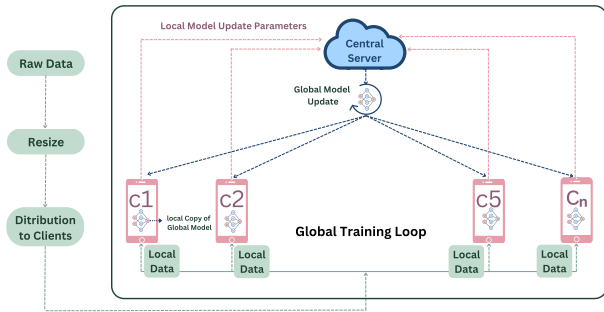 Local Model Update Parameters
Central
Server
Raw Data
Global Model
Update
Resize
C1
C2
C5
Cn
local Copy of
Global Model
Ditribution
to Clients
Global Training Loop
Local
Data
Local
Data
Local
Data
Local
Data